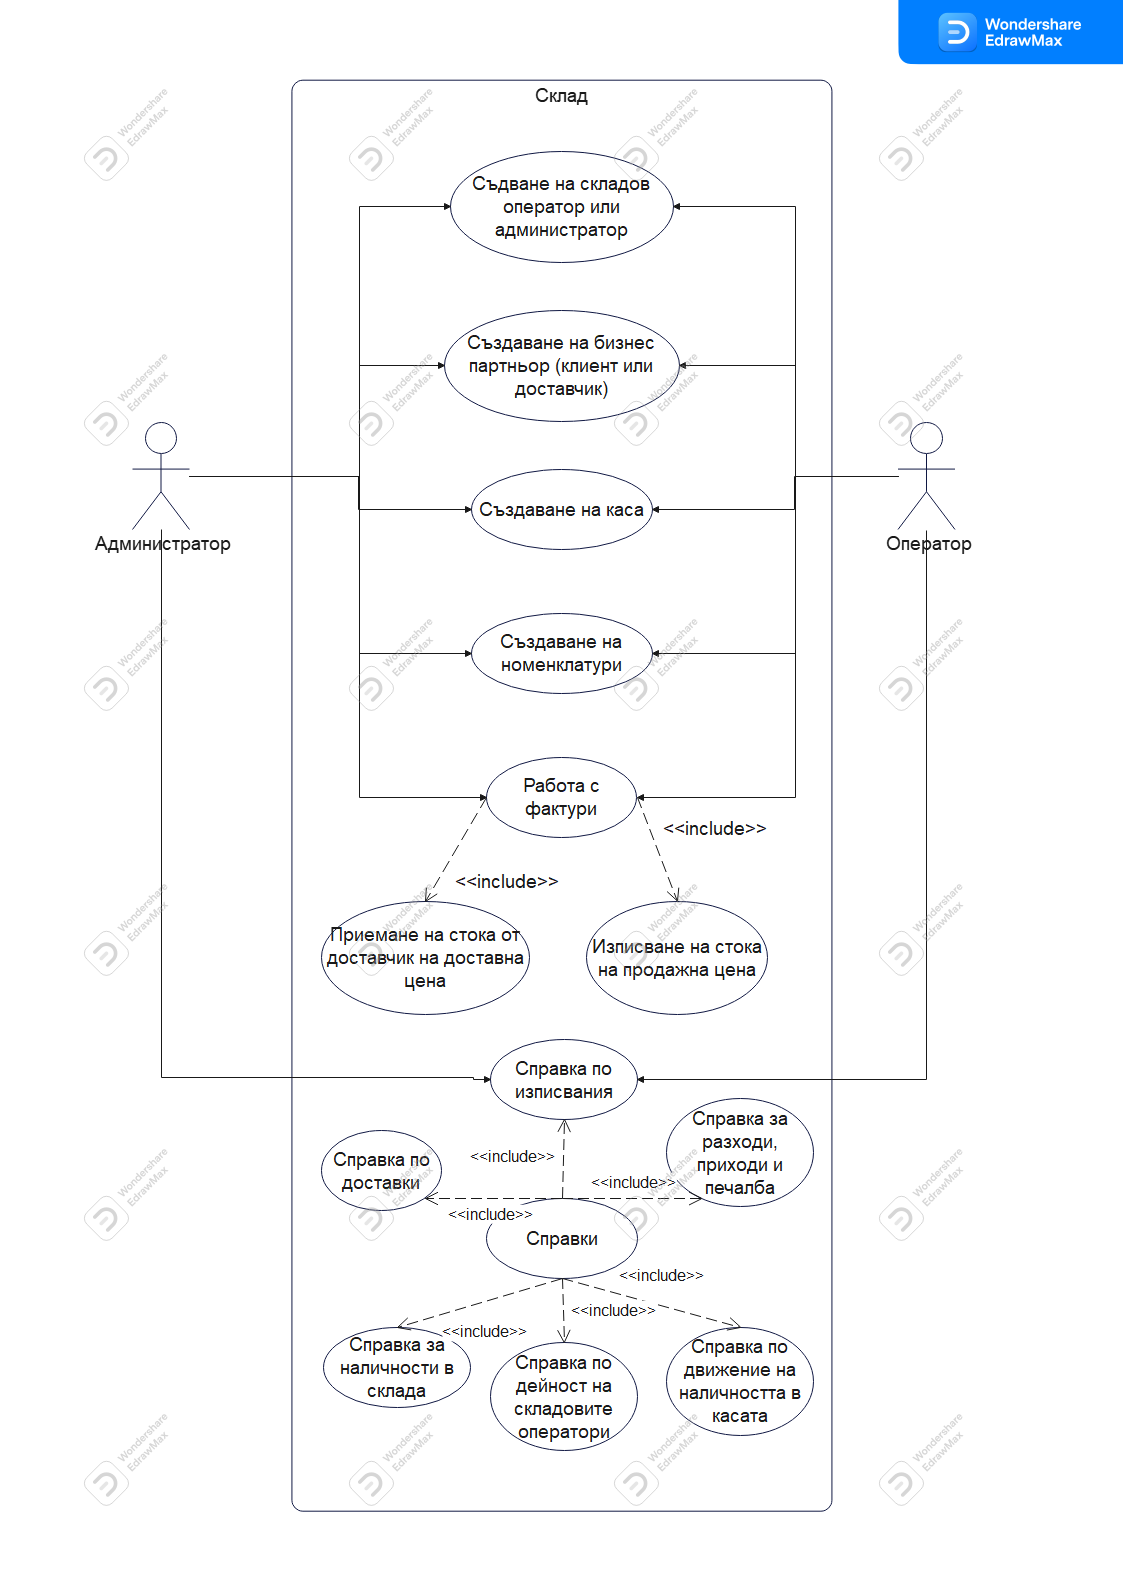 Wondershare
EdrawMax
Склад
Съдване на складов
оператор или
администратор
Създаване на бизнес
партньор (клиент или
доставчик)
Създаване на каса
Администратор
Оператор
Създаване на
номенклатури
Работа с
фактури
<<include>>
<<include>>
Приемане на стока от
доставчик на доставна
цена
Изписване на стока
на продажна цена
Справка по
изписвания
Справка за
разходи,
приходи и
печалба
<<include>>
Справка по
доставки
<<include>>
<<include>>
Справки
<<include>>
<<include>>
<<include>>
Справка за
наличности в
склада
Справка по
дейност на
складовите
оператори
Справка по
движение на
наличността в
касата